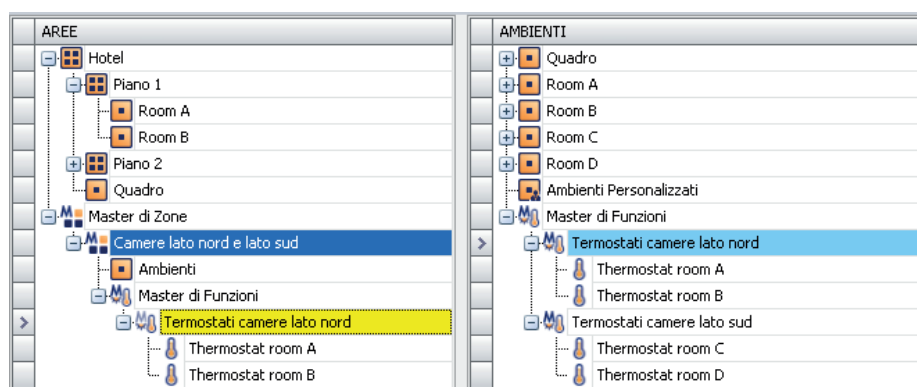 AREE
Hotel
Piano 1
Room A
Room B
Piano 2
Quadro
Master di Zone
Camere lato nord e lato sud
Ambienti
Master di Funzioni
Termostati camere lato nord
Thermostat room A
Thermostat room B
AMBIENTI
Quadro
Room A
Room B
Room C
Room D
Ambienti Personalizzati
Master di Funzioni
Termostati camere lato nord
Thermostat room A
Thermostat room B
Termostati camere lato sud
Thermostat room C
Thermostat room D